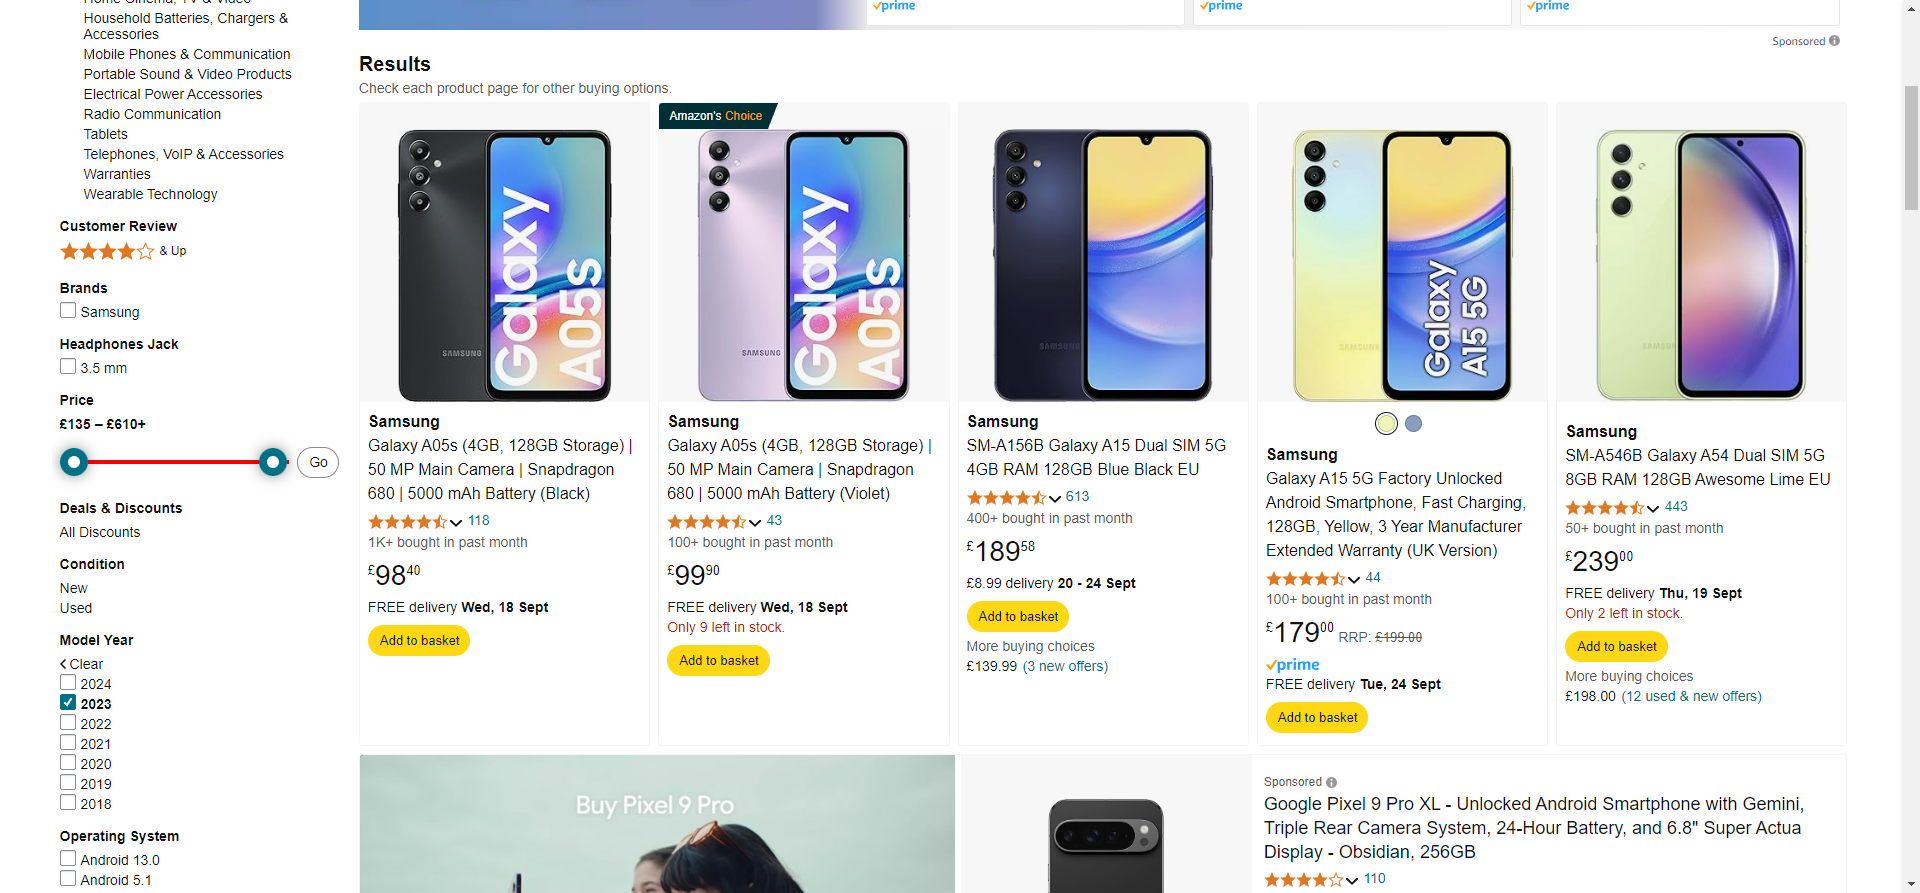 Home Cinema, TV & Video
Household Batteries, Chargers &
Accessories
Mobile Phones & Communication
Portable Sound & Video Products
Electrical Power Accessories
Radio Communication
Tablets
Telephones, VoIP & Accessories
Warranties
Wearable Technology
Customer Review
& Up
Brands
Samsung
Headphones Jack
3.5 mm
Price
£135 – £610+
Go
Deals & Discounts
All Discounts
Condition
New
Used
Model Year
Clear
2024
2023
2022
2021
2020
2019
2018
Operating System
Android 13.0
Android 5.1
prime
prime
prime
Sponsored
Results
Check each product page for other buying options.
SAMSUNG
Galaxy
A05s
Samsung
Galaxy A05s (4GB, 128GB Storage) |
50 MP Main Camera | Snapdragon
680 | 5000 mAh Battery (Black)
118
1K+ bought in past month
£9840
FREE delivery Wed, 18 Sept
Add to basket
Amazon's Choice
SAMSUNG
Galaxy
A05s
Samsung
Galaxy A05s (4GB, 128GB Storage) |
50 MP Main Camera | Snapdragon
680 | 5000 mAh Battery (Violet)
43
100+ bought in past month
£9990
FREE delivery Wed, 18 Sept
Only 9 left in stock.
Add to basket
SAMSUNG
Samsung
SM-A156B Galaxy A15 Dual SIM 5G
4GB RAM 128GB Blue Black EU
613
400+ bought in past month
£18958
£8.99 delivery 20 - 24 Sept
Add to basket
More buying choices
£139.99 (3 new offers)
SAMSUNG
Galaxy
A15 5G
Samsung
Galaxy A15 5G Factory Unlocked
Android Smartphone, Fast Charging,
128GB, Yellow, 3 Year Manufacturer
Extended Warranty (UK Version)
44
100+ bought in past month
£17900 RRP: £199.00
prime
FREE delivery Tue, 24 Sept
Add to basket
Samsung
SM-A546B Galaxy A54 Dual SIM 5G
8GB RAM 128GB Awesome Lime EU
443
50+ bought in past month
£23900
FREE delivery Thu, 19 Sept
Only 2 left in stock.
Add to basket
More buying choices
£198.00 (12 used & new offers)
Buy Pixel 9 Pro
Sponsored
Google Pixel 9 Pro XL - Unlocked Android Smartphone with Gemini,
Triple Rear Camera System, 24-Hour Battery, and 6.8" Super Actua
Display - Obsidian, 256GB
110